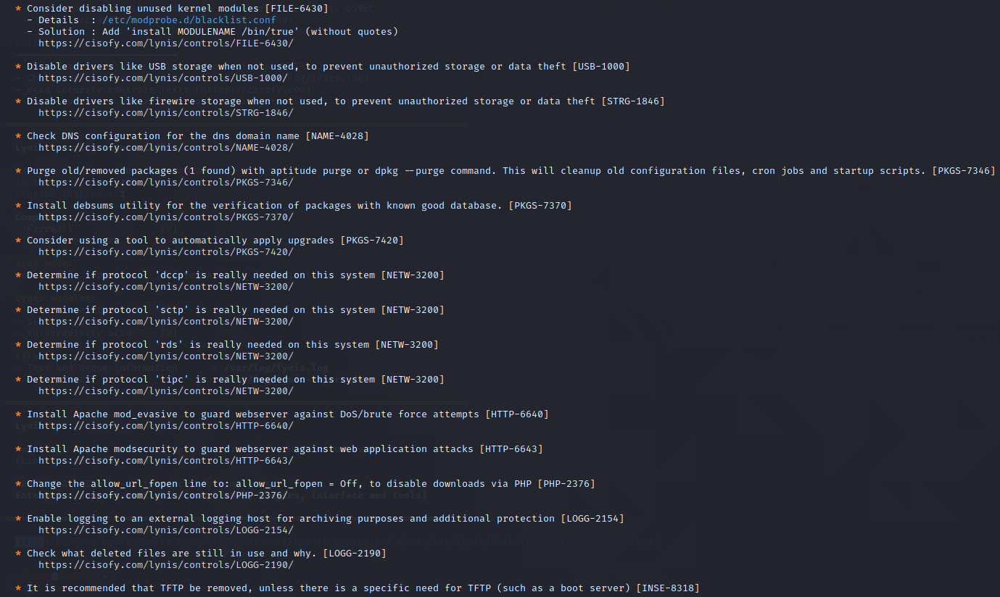 * Consider disabling unused kernel modules [FILE-6430]
- Details  : /etc/modprobe.d/blacklist.conf
- Solution : Add 'install MODULENAME /bin/true' (without quotes)
https://cisofy.com/lynis/controls/FILE-6430/
* Disable drivers like USB storage when not used, to prevent unauthorized storage or data theft [USB-1000]
https://cisofy.com/lynis/controls/USB-1000/
* Disable drivers like firewire storage when not used, to prevent unauthorized storage or data theft [STRG-1846]
https://cisofy.com/lynis/controls/STRG-1846/
* Check DNS configuration for the dns domain name [NAME-4028]
https://cisofy.com/lynis/controls/NAME-4028/
* Purge old/removed packages (1 found) with aptitude purge or dpkg --purge command. This will cleanup old configuration files, cron jobs and startup scripts. [PKGS-7346]
https://cisofy.com/lynis/controls/PKGS-7346/
* Install debsums utility for the verification of packages with known good database. [PKGS-7370]
https://cisofy.com/lynis/controls/PKGS-7370/
* Consider using a tool to automatically apply upgrades [PKGS-7420]
https://cisofy.com/lynis/controls/PKGS-7420/
* Determine if protocol 'dccp' is really needed on this system [NETW-3200]
https://cisofy.com/lynis/controls/NETW-3200/
* Determine if protocol 'sctp' is really needed on this system [NETW-3200]
https://cisofy.com/lynis/controls/NETW-3200/
* Determine if protocol 'rds' is really needed on this system [NETW-3200]
https://cisofy.com/lynis/controls/NETW-3200/
* Determine if protocol 'tipc' is really needed on this system [NETW-3200]
https://cisofy.com/lynis/controls/NETW-3200/
* Install Apache mod_evasive to guard webserver against DoS/brute force attempts [HTTP-6640]
https://cisofy.com/lynis/controls/HTTP-6640/
* Install Apache modsecurity to guard webserver against web application attacks [HTTP-6643]
https://cisofy.com/lynis/controls/HTTP-6643/
* Change the allow_url_fopen line to: allow_url_fopen = Off, to disable downloads via PHP [PHP-2376]
https://cisofy.com/lynis/controls/PHP-2376/
* Enable logging to an external logging host for archiving purposes and additional protection [LOGG-2154]
https://cisofy.com/lynis/controls/LOGG-2154/
* Check what deleted files are still in use and why. [LOGG-2190]
https://cisofy.com/lynis/controls/LOGG-2190/
* It is recommended that TFTP be removed, unless there is a specific need for TFTP (such as a boot server) [INSE-8318]